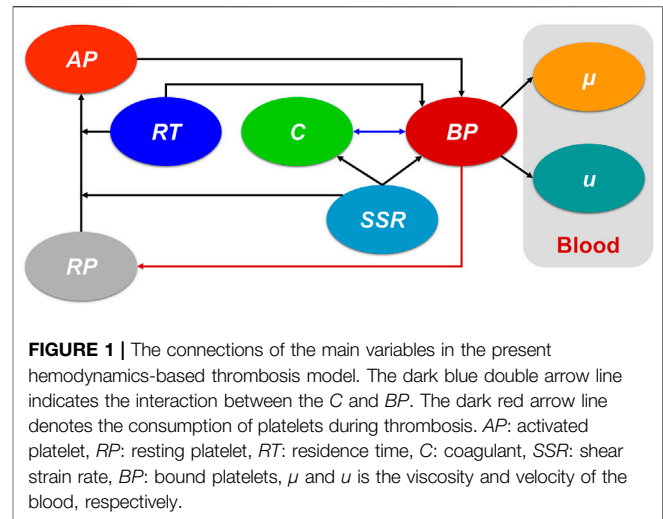 AP
μ
RT
C
BP
u
SSR
RP
Blood
FIGURE 1 | The connections of the main variables in the present
hemodynamics-based thrombosis model. The dark blue double arrow line
indicates the interaction between the C and BP. The dark red arrow line
denotes the consumption of platelets during thrombosis. AP: activated
platelet, RP: resting platelet, RT: residence time, C: coagulant, SSR: shear
strain rate, BP: bound platelets, μ and u is the viscosity and velocity of the
blood, respectively.